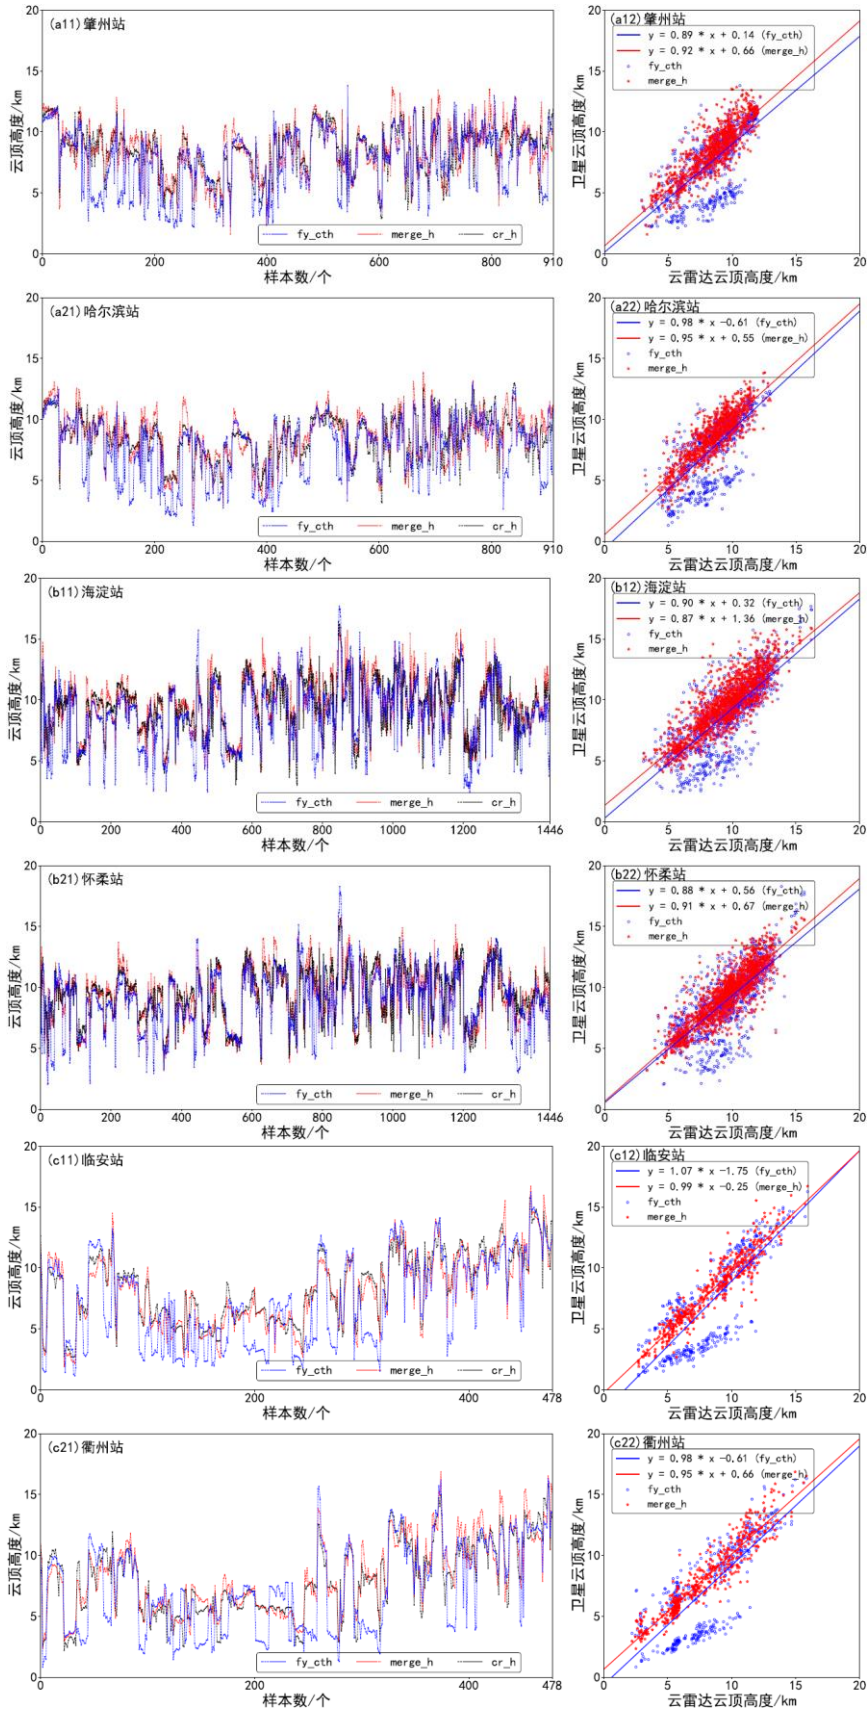 (a11)肇州站
云顶高度/km
20
15
10
5
0
fy_cth merge_h cr_h
0 200 400 600 800 910
样本数/个
(a12)肇州站
y = 0.89 * x + 0.14 (fy_cth)
y = 0.92 * x + 0.66 (merge_h)
fy_cth
merge_h
卫星云顶高度/km
20
15
10
5
0
5 10 15 20
云雷达云顶高度/km
(a21)哈尔滨站
云顶高度/km
20
15
10
5
0
fy_cth merge_h cr_h
0 200 400 600 800 910
样本数/个
(a22)哈尔滨站
y = 0.98 * x -0.61 (fy_cth)
y = 0.95 * x + 0.55 (merge_h)
fy_cth
merge_h
卫星云顶高度/km
20
15
10
5
0
5 10 15 20
云雷达云顶高度/km
(b11)海淀站
云顶高度/km
20
15
10
5
0
fy_cth merge_h cr_h
0 200 400 600 800 1000 1200 1446
样本数/个
(b12)海淀站
y = 0.90 * x + 0.32 (fy_cth)
y = 0.87 * x + 1.36 (merge_h)
fy_cth
merge_h
卫星云顶高度/km
20
15
10
5
0
5 10 15 20
云雷达云顶高度/km
(b21)怀柔站
云顶高度/km
20
15
10
5
0
fy_cth merge_h cr_h
0 200 400 600 800 1000 1200 1446
样本数/个
(b22)怀柔站
y = 0.88 * x + 0.56 (fy_cth)
y = 0.91 * x + 0.67 (merge_h)
fy_cth
merge_h
卫星云顶高度/km
20
15
10
5
0
5 10 15 20
云雷达云顶高度/km
(c11)临安站
云顶高度/km
20
15
10
5
0
fy_cth merge_h cr_h
200 400 478
样本数/个
(c12)临安站
y = 1.07 * x -1.75 (fy_cth)
y = 0.99 * x -0.25 (merge_h)
fy_cth
merge_h
卫星云顶高度/km
20
15
10
5
0
5 10 15 20
云雷达云顶高度/km
(c21)衢州站
云顶高度/km
20
15
10
5
0
fy_cth merge_h cr_h
0 200 400 478
样本数/个
(c22)衢州站
y = 0.98 * x -0.61 (fy_cth)
y = 0.95 * x + 0.66 (merge_h)
fy_cth
merge_h
卫星云顶高度/km
20
15
10
5
0
5 10 15 20
云雷达云顶高度/km